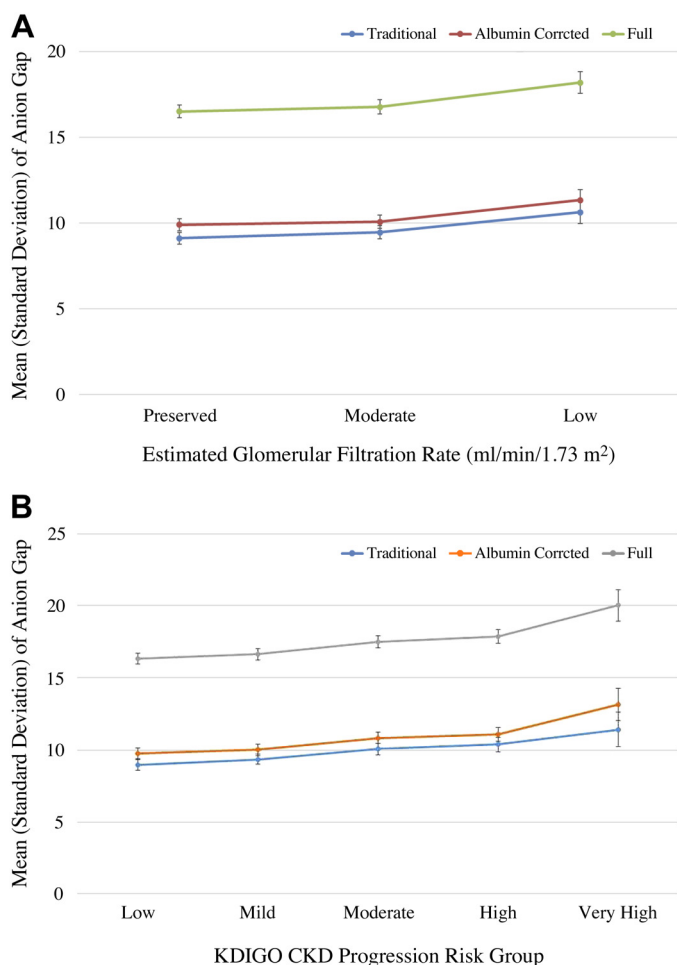 A
Traditional Albumin Corrcted Full
Mean (Standard Deviation) of Anion Gap
20
15
10
5
0
Preserved Moderate Low
Estimated Glomerular Filtration Rate (ml/min/1.73 m²)
B
Traditional Albumin Corrcted Full
Mean (Standard Deviation) of Anion Gap
25
20
15
10
5
0
Low Mild Moderate High Very High
KDIGO CKD Progression Risk Group